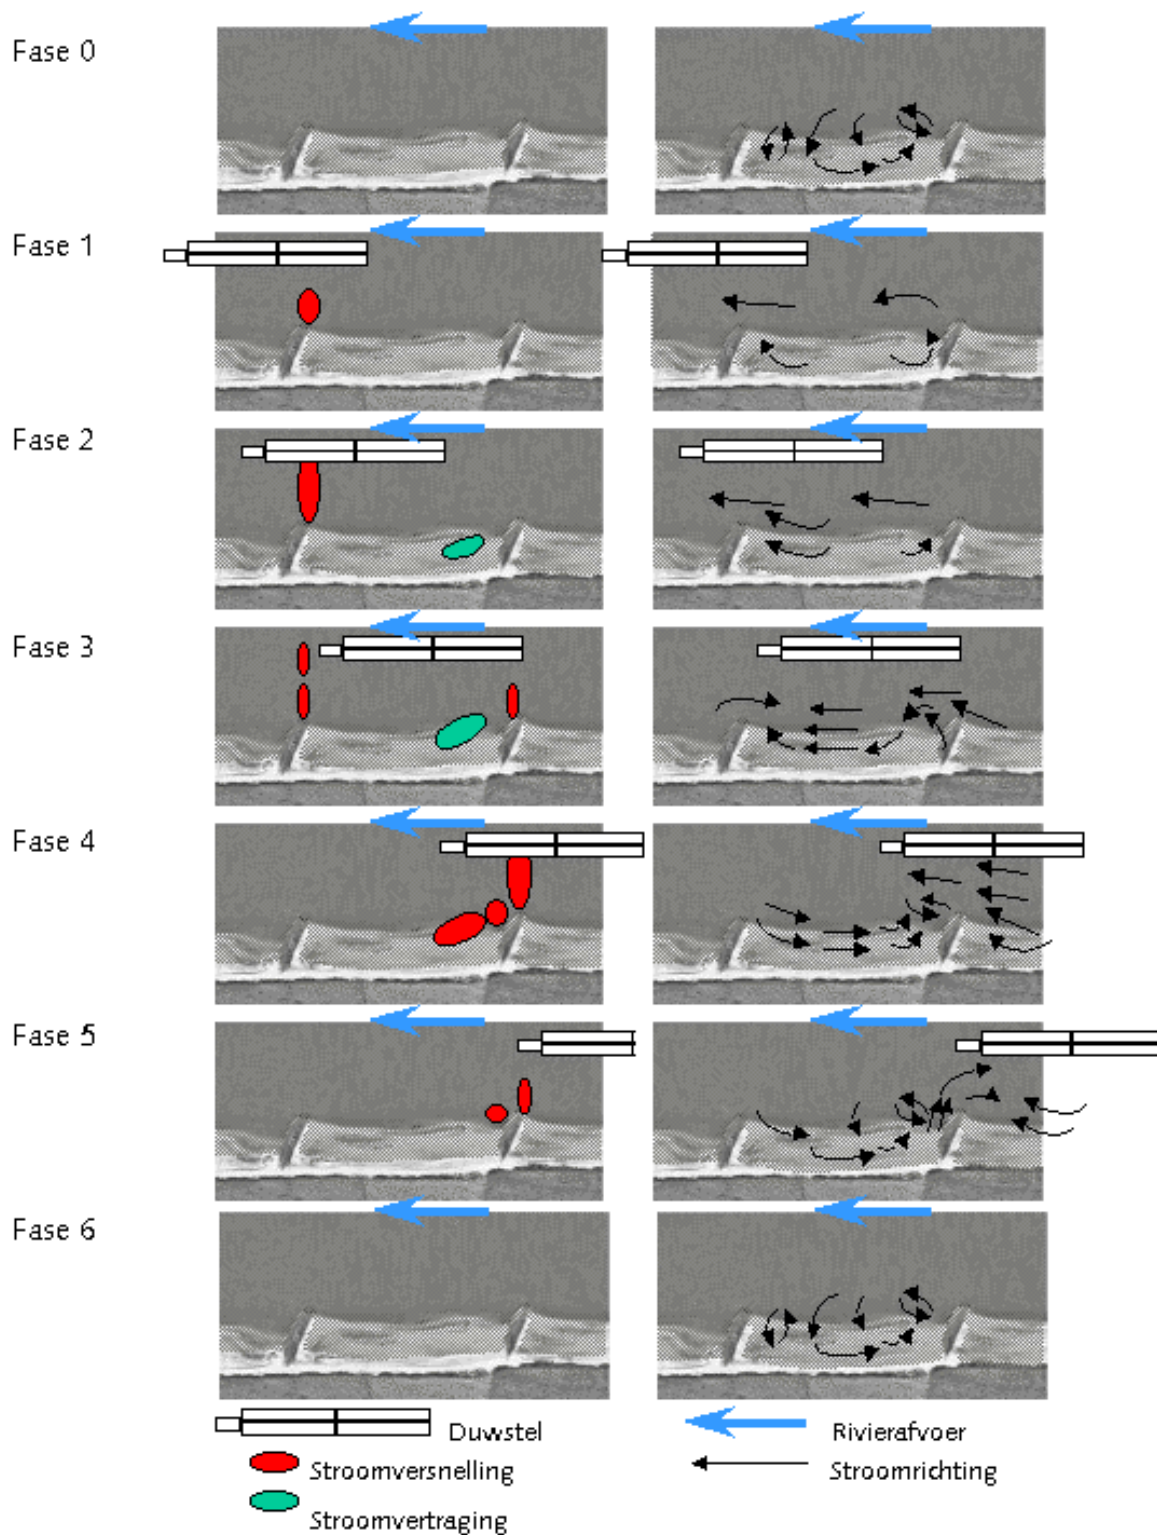 Fase 0
Fase 1
Fase 2
Fase 3
Fase 4
Fase 5
Fase 6
Duwstel
Rivierafvoer
Stroomversnelling
Stroomrichting
Stroomvertraging